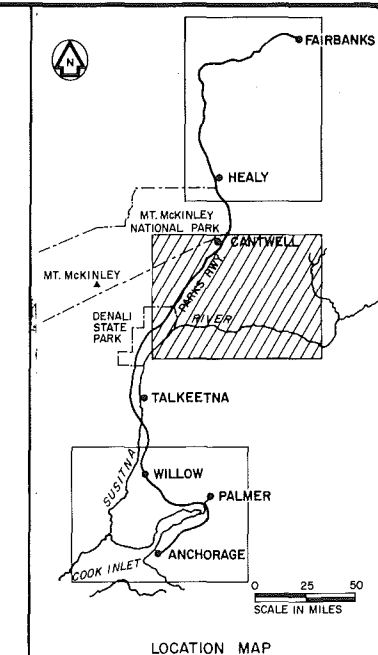 N
FAIRBANKS
HEALY
MT. McKINLEY
NATIONAL PARK
CANTWELL
MT. McKINLEY
PARKS HWY.
DENALI
STATE
PARK
RIVER
TALKEETNA
SUSITNA
WILLOW
PALMER
COOK INLET
ANCHORAGE
0 25 50
SCALE IN MILES
LOCATION MAP